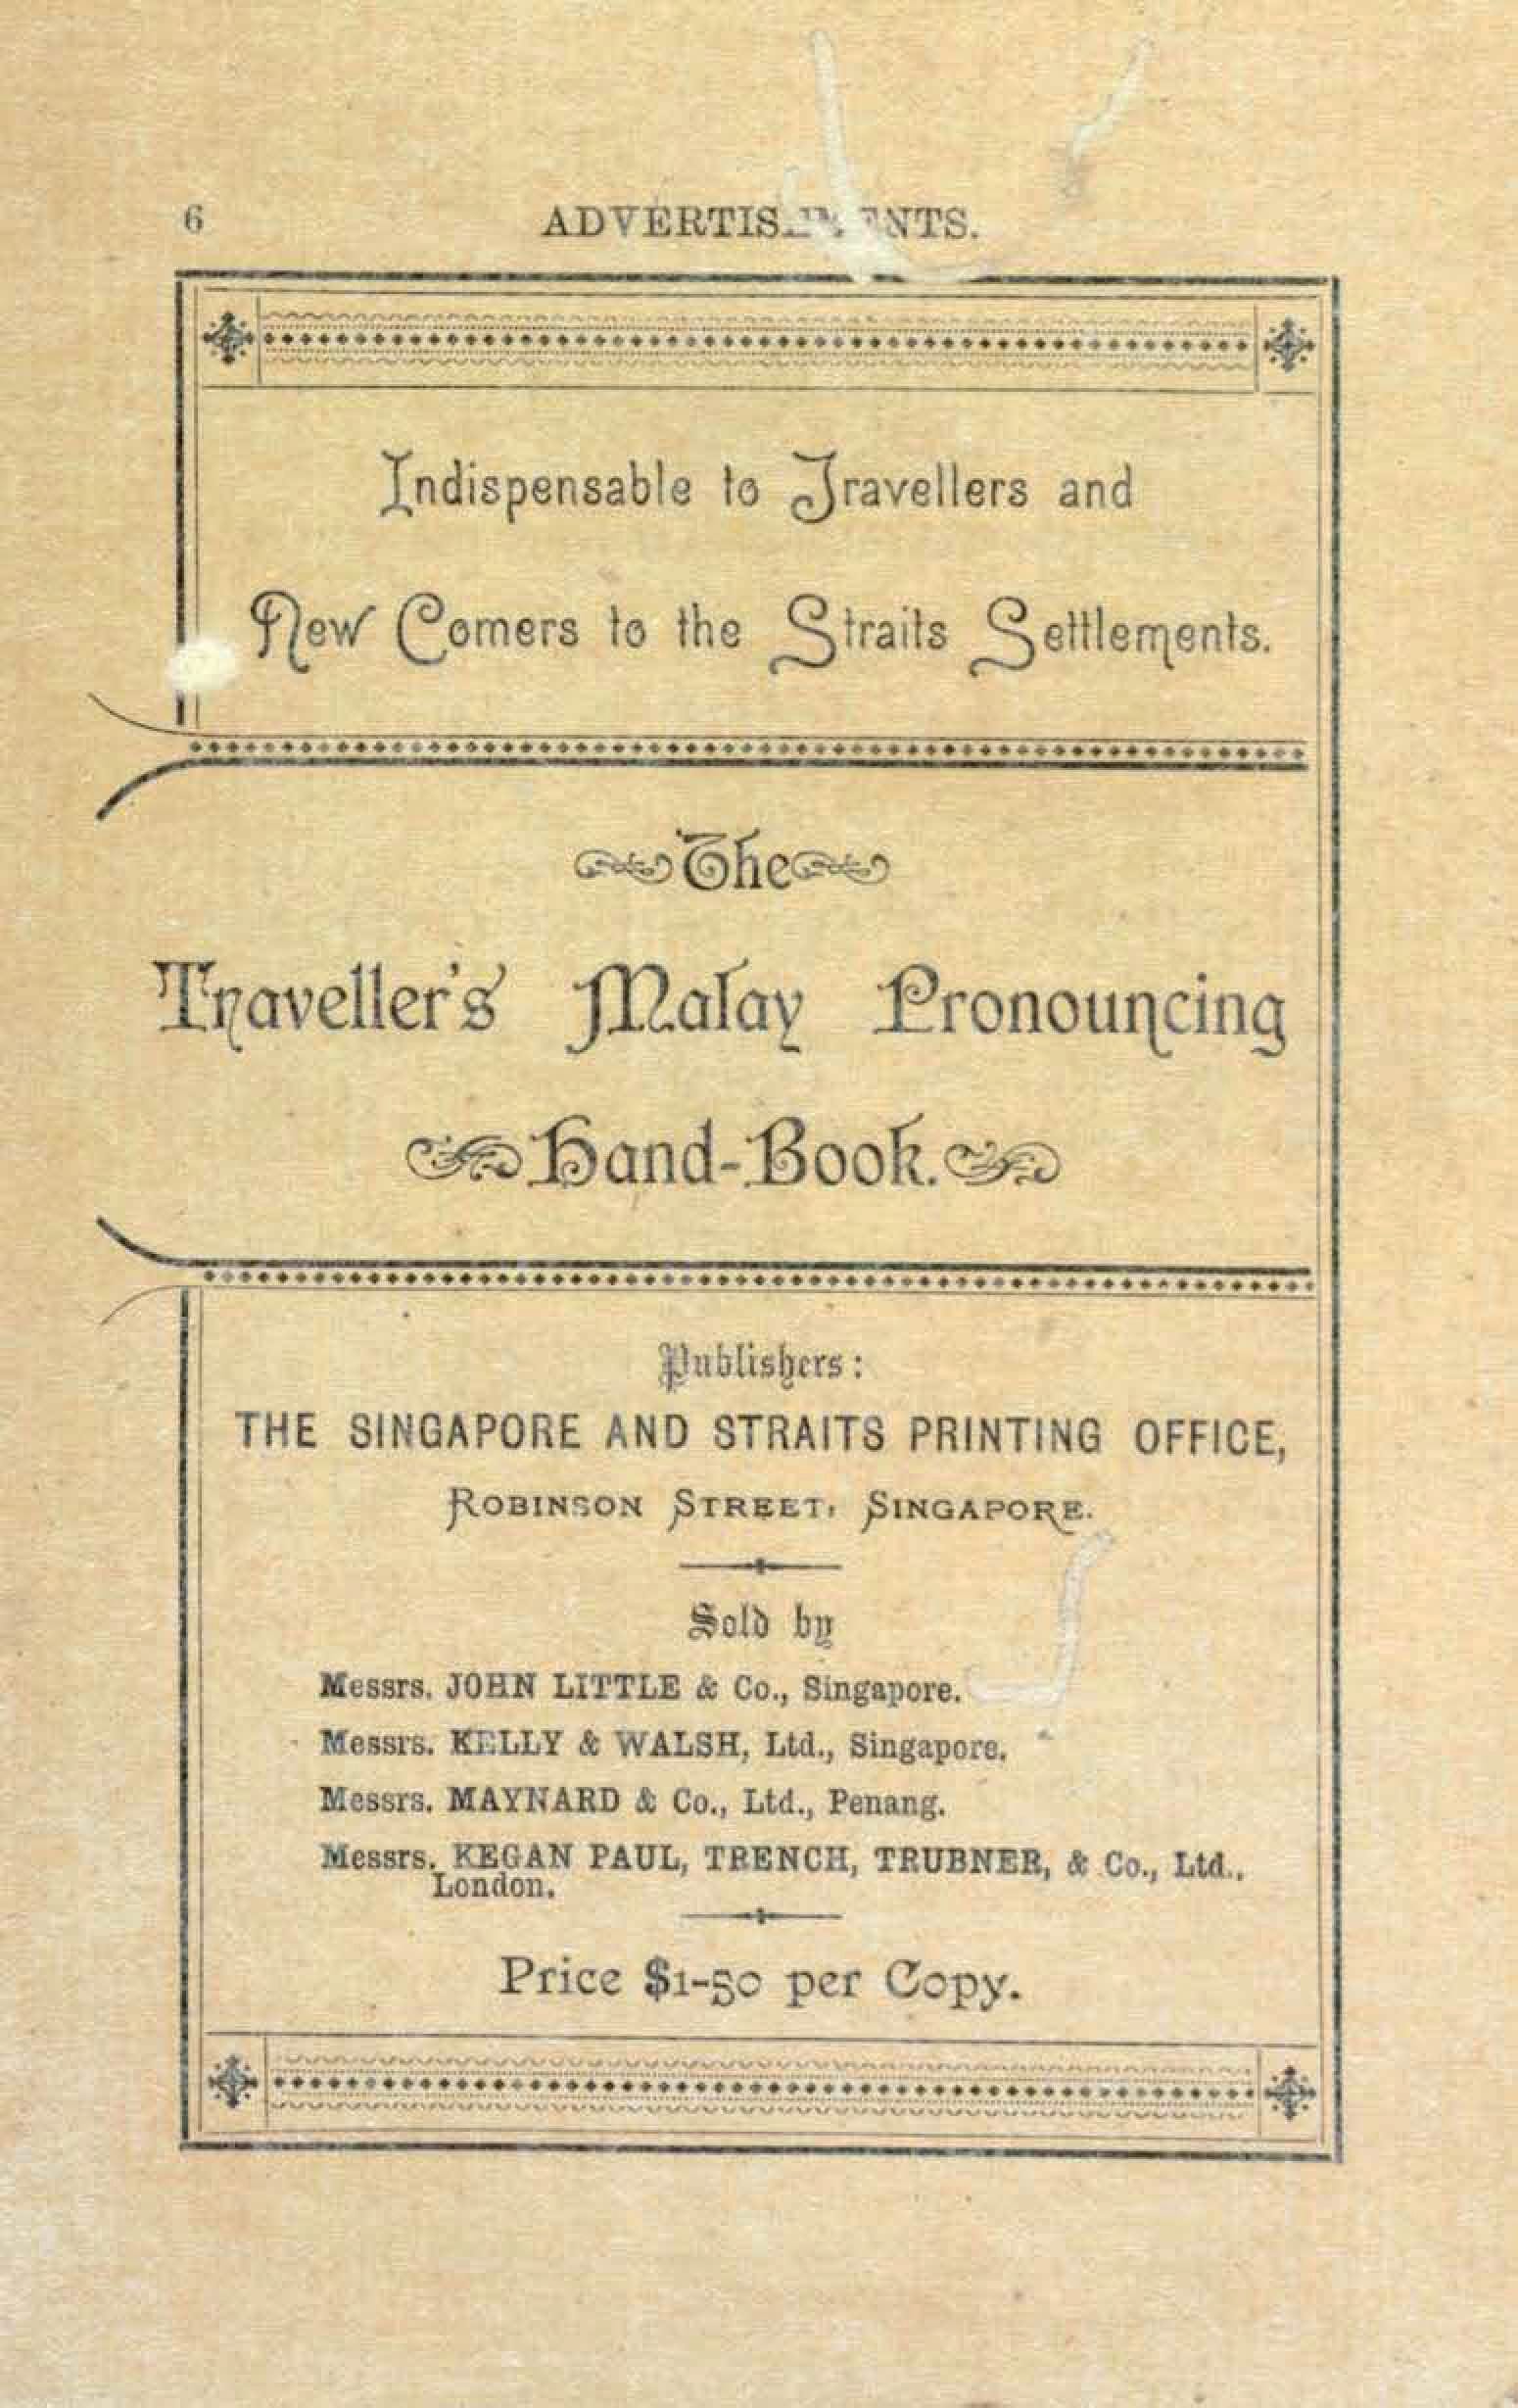 6
ADVERTISEMENTS.
Indispensable to Travellers and
New Comers to the Straits Settlements.
The
Traveller's Malay Pronouncing
Hand-Book.
Publishers:
THE SINGAPORE AND STRAITS PRINTING OFFICE,
ROBINSON STREET, SINGAPORE.
Sold by
Messrs. JOHN LITTLE & Co., Singapore.
Messrs. KELLY & WALSH, Ltd., Singapore.
Messrs. MAYNARD & Co., Ltd., Penang.
Messrs. KEGAN PAUL, TRENCH, TRUBNER, & Co., Ltd.,
London.
Price $1-50 per Copy.